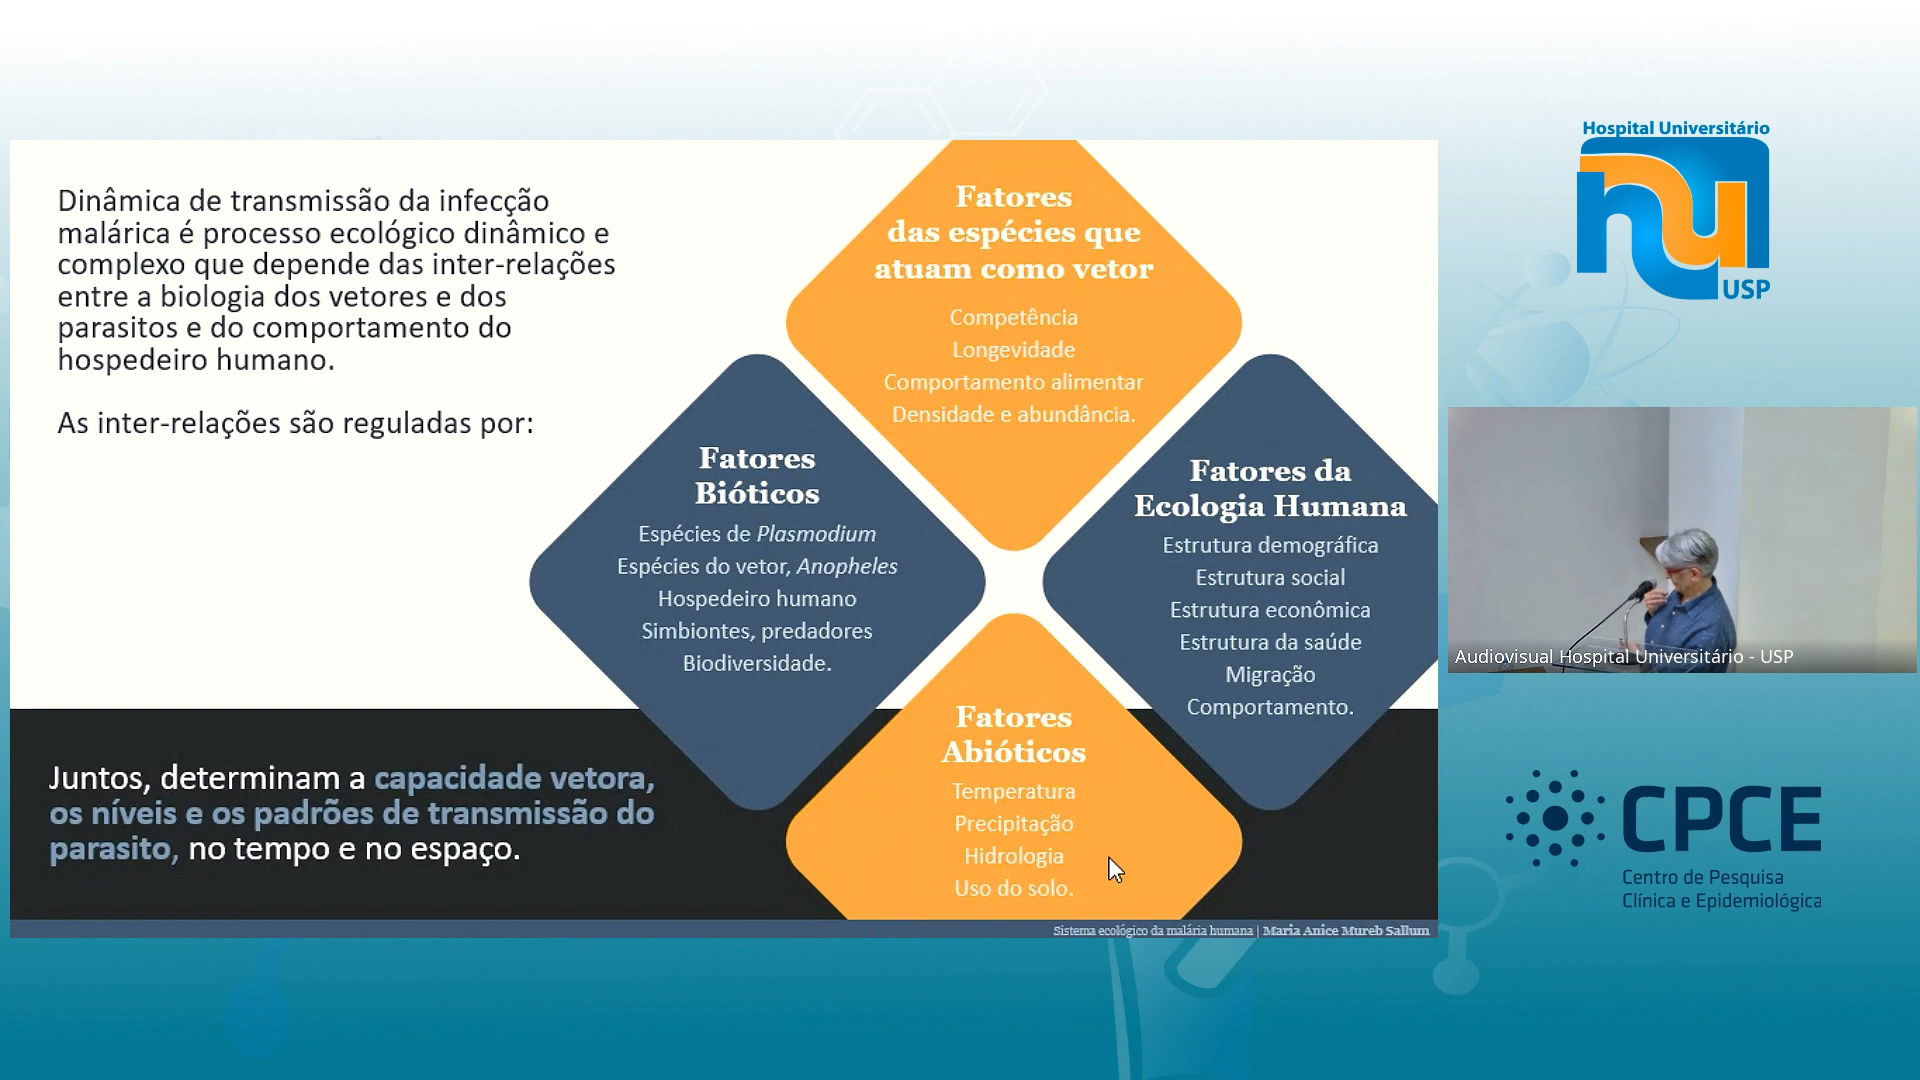 Dinâmica de transmissão da infecção
malárica é processo ecológico dinâmico e
complexo que depende das inter-relações
entre a biologia dos vetores e dos
parasitos e do comportamento do
hospedeiro humano.
As inter-relações são reguladas por:
Fatores
das espécies que
atuam como vetor
Competência
Longevidade
Comportamento alimentar
Densidade e abundância.
Fatores
Bióticos
Espécies de Plasmodium
Espécies do vetor, Anopheles
Hospedeiro humano
Simbiontes, predadores
Biodiversidade.
Fatores da
Ecologia Humana
Estrutura demográfica
Estrutura social
Estrutura econômica
Estrutura da saúde
Migração
Comportamento.
Fatores
Abióticos
Temperatura
Precipitação
Hidrologia
Uso do solo.
Juntos, determinam a capacidade vetora,
os níveis e os padrões de transmissão do
parasito, no tempo e no espaço.
Sistema ecológico da malária humana | Maria Anice Mureb Sallum
Hospital Universitário
hu
USP
Audiovisual Hospital Universitário - USP
CPCE
Centro de Pesquisa
Clínica e Epidemiológica